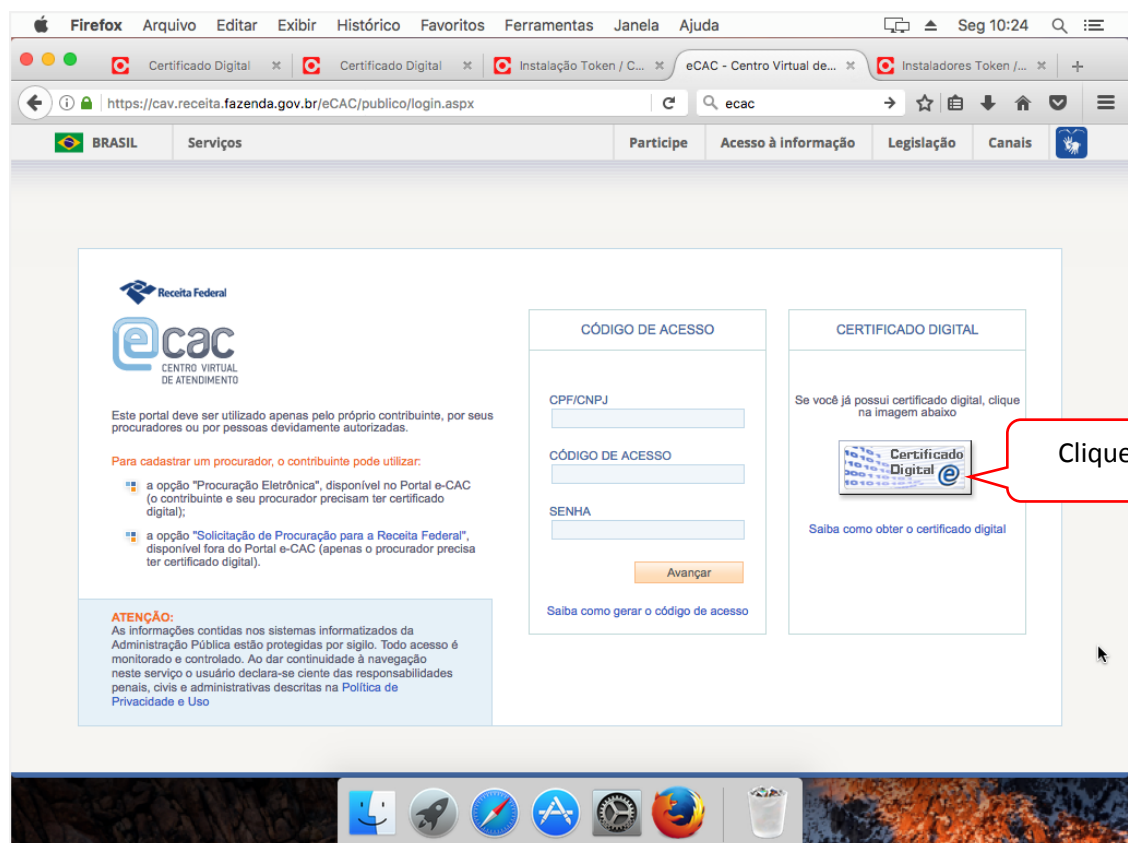 Firefox Arquivo Editar Exibir Histórico Favoritos Ferramentas Janela Ajuda Seg 10:24
Certificado Digital Certificado Digital Instalação Token / C... eCAC - Centro Virtual de... Instaladores Token /...
https://cav.receita.fazenda.gov.br/eCAC/publico/login.aspx ecac
BRASIL Serviços Participe Acesso à informação Legislação Canais
Receita Federal
ecac
CENTRO VIRTUAL
DE ATENDIMENTO
Este portal deve ser utilizado apenas pelo próprio contribuinte, por seus
procuradores ou por pessoas devidamente autorizadas.
Para cadastrar um procurador, o contribuinte pode utilizar:
a opção "Procuração Eletrônica", disponível no Portal e-CAC
(o contribuinte e seu procurador precisam ter certificado
digital);
a opção "Solicitação de Procuração para a Receita Federal",
disponível fora do Portal e-CAC (apenas o procurador precisa
ter certificado digital).
ATENÇÃO:
As informações contidas nos sistemas informatizados da
Administração Pública estão protegidas por sigilo. Todo acesso é
monitorado e controlado. Ao dar continuidade à navegação
neste serviço o usuário declara-se ciente das responsabilidades
penais, civis e administrativas descritas na Política de
Privacidade e Uso
CÓDIGO DE ACESSO
CPF/CNPJ
CÓDIGO DE ACESSO
SENHA
Avançar
Saiba como gerar o código de acesso
CERTIFICADO DIGITAL
Se você já possui certificado digital, clique
na imagem abaixo
Certificado
Digital e
Clique
Saiba como obter o certificado digital